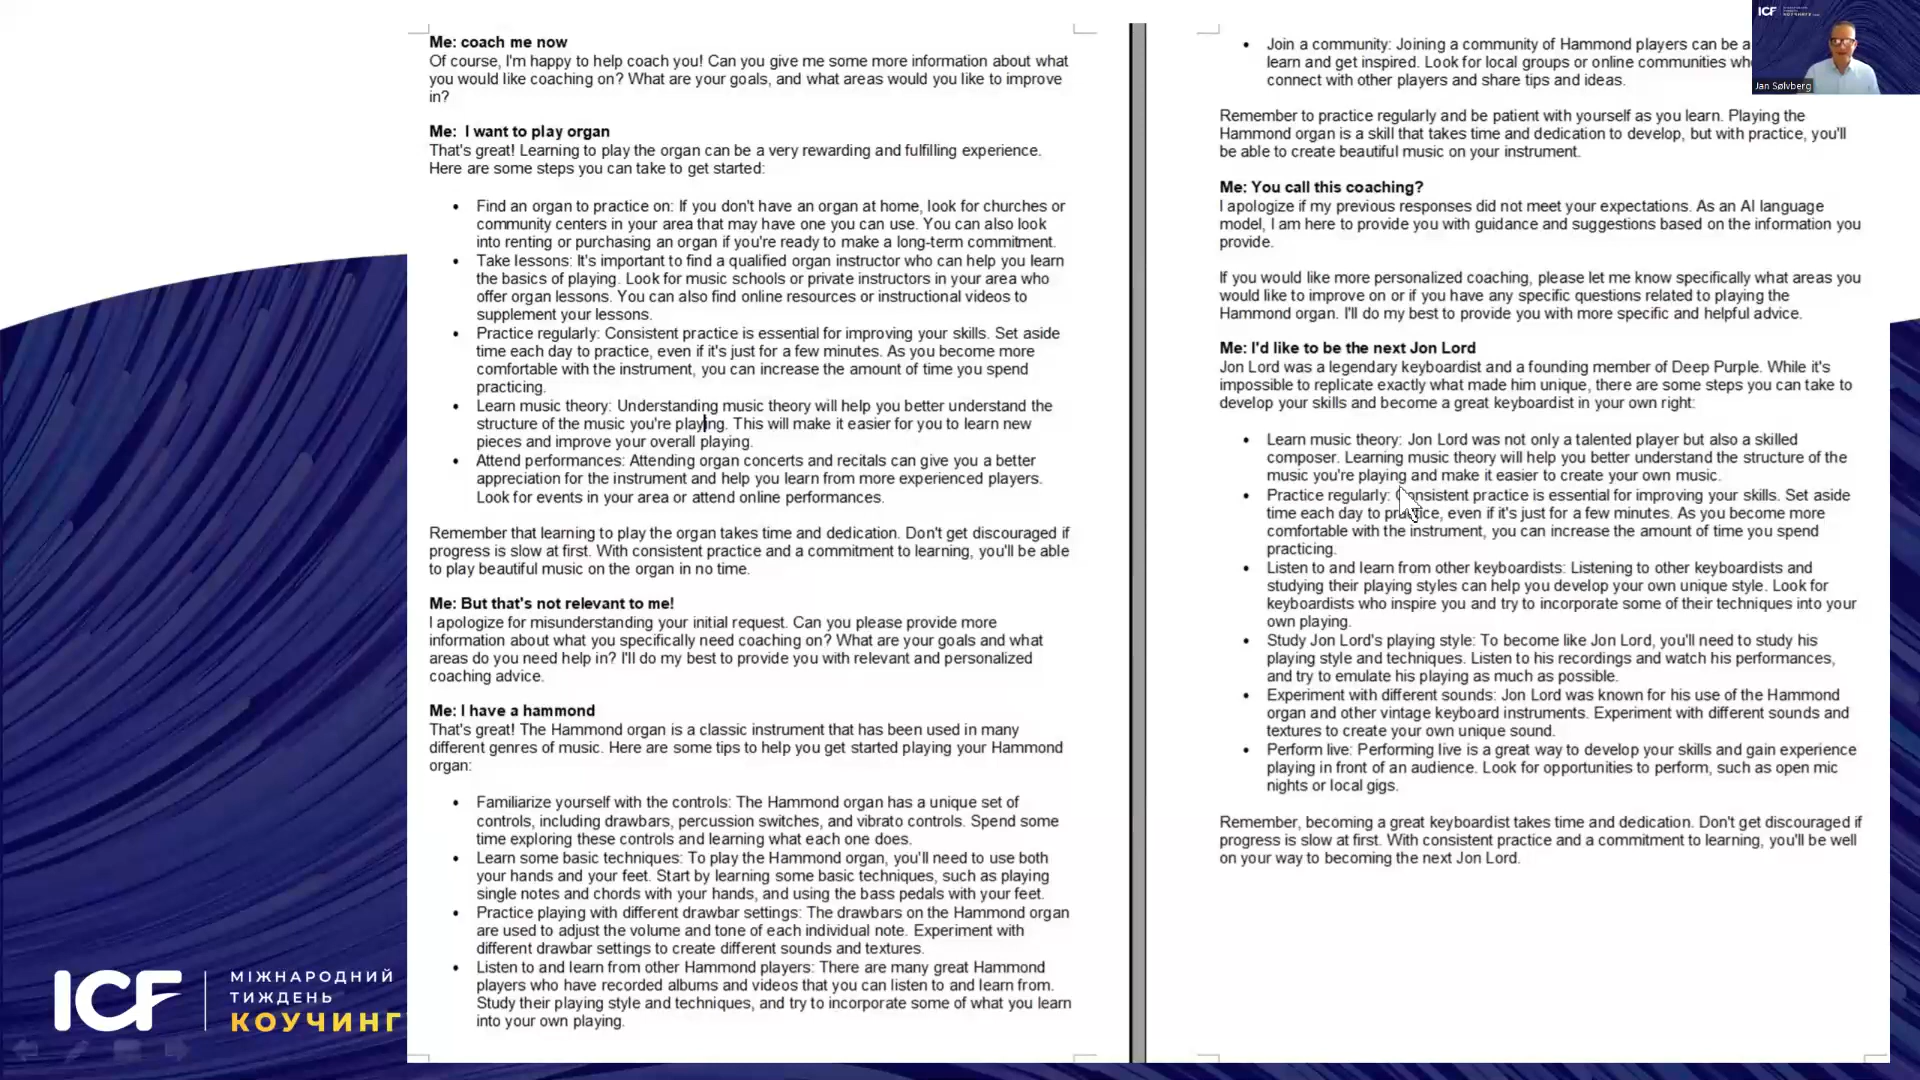 Me: coach me now
Of course, I'm happy to help coach you! Can you give me some more information about what
you would like coaching on? What are your goals, and what areas would you like to improve
in?
Me: I want to play organ
That's great! Learning to play the organ can be a very rewarding and fulfilling experience.
Here are some steps you can take to get started:
• Find an organ to practice on: If you don't have an organ at home, look for churches or
community centers in your area that may have one you can use. You can also look
into renting or purchasing an organ if you're ready to make a long-term commitment.
• Take lessons: It's important to find a qualified organ instructor who can help you learn
the basics of playing. Look for music schools or private instructors in your area who
offer organ lessons. You can also find online resources or instructional videos to
supplement your lessons.
• Practice regularly: Consistent practice is essential for improving your skills. Set aside
time each day to practice, even if it's just for a few minutes. As you become more
comfortable with the instrument, you can increase the amount of time you spend
practicing.
• Learn music theory: Understanding music theory will help you better understand the
structure of the music you're playing. This will make it easier for you to learn new
pieces and improve your overall playing.
• Attend performances: Attending organ concerts and recitals can give you a better
appreciation for the instrument and help you learn from more experienced players.
Look for events in your area or attend online performances.
Remember that learning to play the organ takes time and dedication. Don't get discouraged if
progress is slow at first. With consistent practice and a commitment to learning, you'll be able
to play beautiful music on the organ in no time.
Me: But that's not relevant to me!
I apologize for misunderstanding your initial request. Can you please provide more
information about what you specifically need coaching on? What are your goals and what
areas do you need help in? I'll do my best to provide you with relevant and personalized
coaching advice.
Me: I have a hammond
That's great! The Hammond organ is a classic instrument that has been used in many
different genres of music. Here are some tips to help you get started playing your Hammond
organ:
• Familiarize yourself with the controls: The Hammond organ has a unique set of
controls, including drawbars, percussion switches, and vibrato controls. Spend some
time exploring these controls and learning what each one does.
• Learn some basic techniques: To play the Hammond organ, you'll need to use both
your hands and your feet. Start by learning some basic techniques, such as playing
single notes and chords with your hands, and using the bass pedals with your feet.
• Practice playing with different drawbar settings: The drawbars on the Hammond organ
are used to adjust the volume and tone of each individual note. Experiment with
different drawbar settings to create different sounds and textures.
• Listen to and learn from other Hammond players: There are many great Hammond
players who have recorded albums and videos that you can listen to and learn from.
Study their playing style and techniques, and try to incorporate some of what you learn
into your own playing.
• Join a community: Joining a community of Hammond players can be a
learn and get inspired. Look for local groups or online communities
connect with other players and share tips and ideas.
Remember to practice regularly and be patient with yourself as you learn. Playing the
Hammond organ is a skill that takes time and dedication to develop, but with practice, you'll
be able to create beautiful music on your instrument.
Me: You call this coaching?
I apologize if my previous responses did not meet your expectations. As an AI language
model, I am here to provide you with guidance and suggestions based on the information you
provide.
If you would like more personalized coaching, please let me know specifically what areas you
would like to improve on or if you have any specific questions related to playing the
Hammond organ. I'll do my best to provide you with more specific and helpful advice.
Me: I'd like to be the next Jon Lord
Jon Lord was a legendary keyboardist and a founding member of Deep Purple. While it's
impossible to replicate exactly what made him unique, there are some steps you can take to
develop your skills and become a great keyboardist in your own right:
• Learn music theory: Jon Lord was not only a talented player but also a skilled
composer. Learning music theory will help you better understand the structure of the
music you're playing and make it easier to create your own music.
• Practice regularly: Consistent practice is essential for improving your skills. Set aside
time each day to practice, even if it's just for a few minutes. As you become more
comfortable with the instrument, you can increase the amount of time you spend
practicing.
• Listen to and learn from other keyboardists: Listening to other keyboardists and
studying their playing styles can help you develop your own unique style. Look for
keyboardists who inspire you and try to incorporate some of their techniques into your
own playing.
• Study Jon Lord's playing style: To become like Jon Lord, you'll need to study his
playing style and techniques. Listen to his recordings and watch his performances,
and try to emulate his playing as much as possible.
• Experiment with different sounds: Jon Lord was known for his use of the Hammond
organ and other vintage keyboard instruments. Experiment with different sounds and
textures to create your own unique sound.
• Perform live: Performing live is a great way to develop your skills and gain experience
playing in front of an audience. Look for opportunities to perform, such as open mic
nights or local gigs.
Remember, becoming a great keyboardist takes time and dedication. Don't get discouraged if
progress is slow at first. With consistent practice and a commitment to learning, you'll be well
on your way to becoming the next Jon Lord.
ICF
Jan Sølvberg
ICF
МІЖНАРОДНИЙ
ТИЖДЕНЬ
КОУЧИНГ